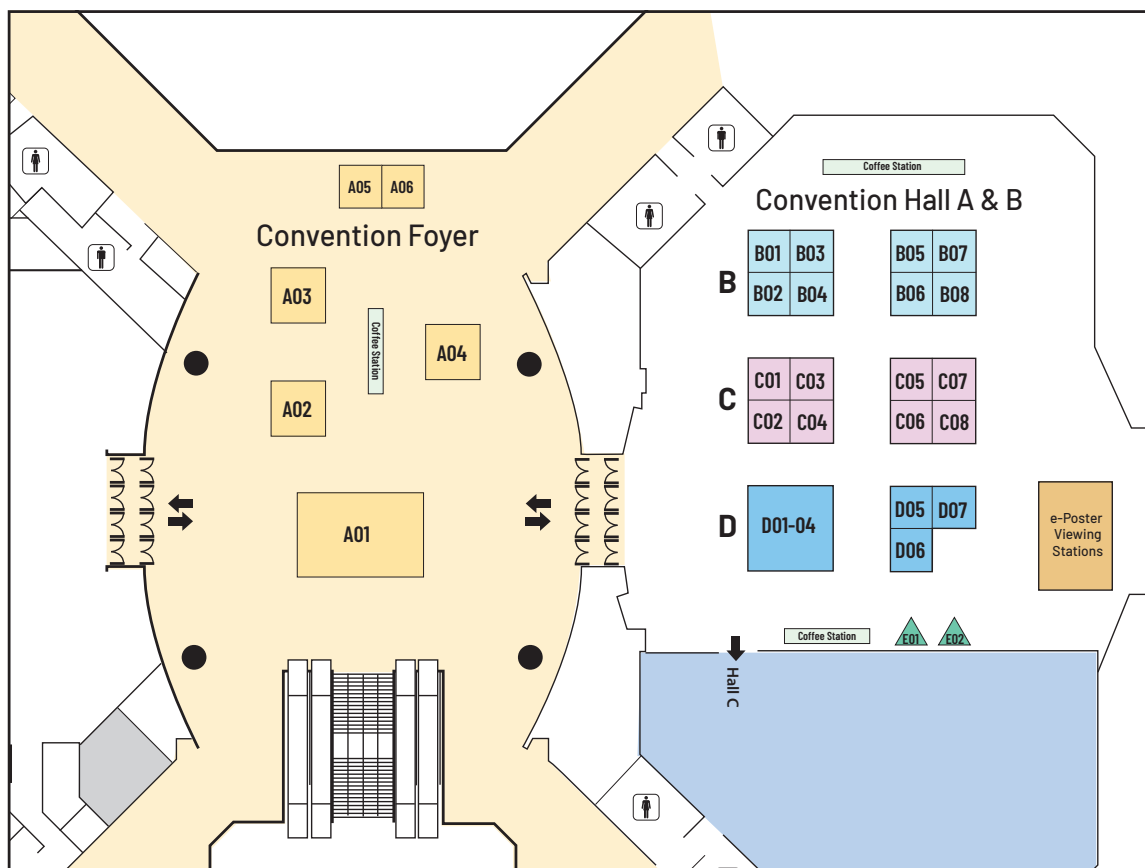 Coffee Station
A05 A06
Convention Hall A & B
Convention Foyer
B
B01 B03
B05 B07
B02 B04
B06 B08
A03
Coffee Station
A04
C
C01 C03
C05 C07
C02 C04
C06 C08
A02
D
D01-04
D05 D07
D06
e-Poster
Viewing
Stations
A01
Coffee Station
E01 E02
Hall C